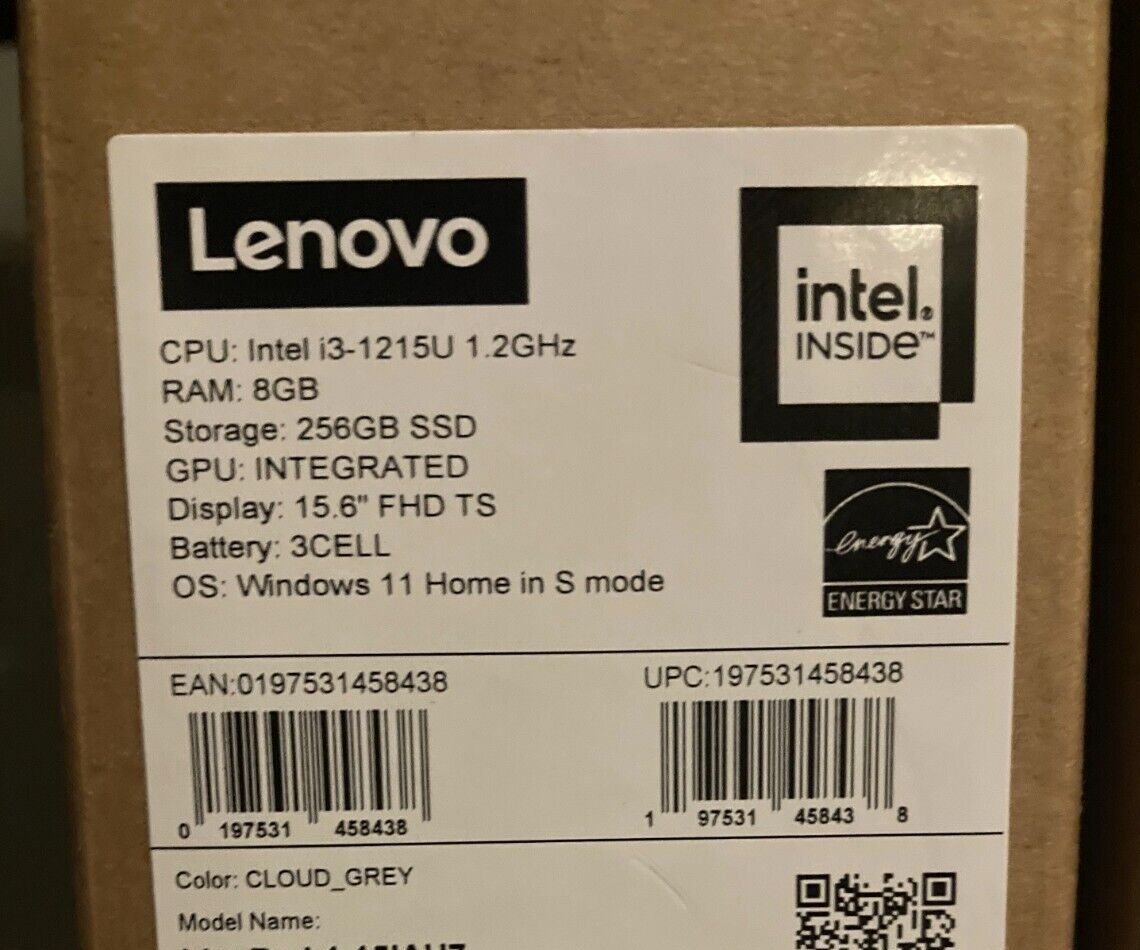 Lenovo
intel.
INSIDe™
CPU: Intel i3-1215U 1.2GHz
RAM: 8GB
Storage: 256GB SSD
GPU: INTEGRATED
Display: 15.6" FHD TS
Battery: 3CELL
OS: Windows 11 Home in S mode
energy
ENERGY STAR
EAN:0197531458438
0 197531 458438
UPC:197531458438
1 97531 45843 8
Color: CLOUD_GREY
Model Name: